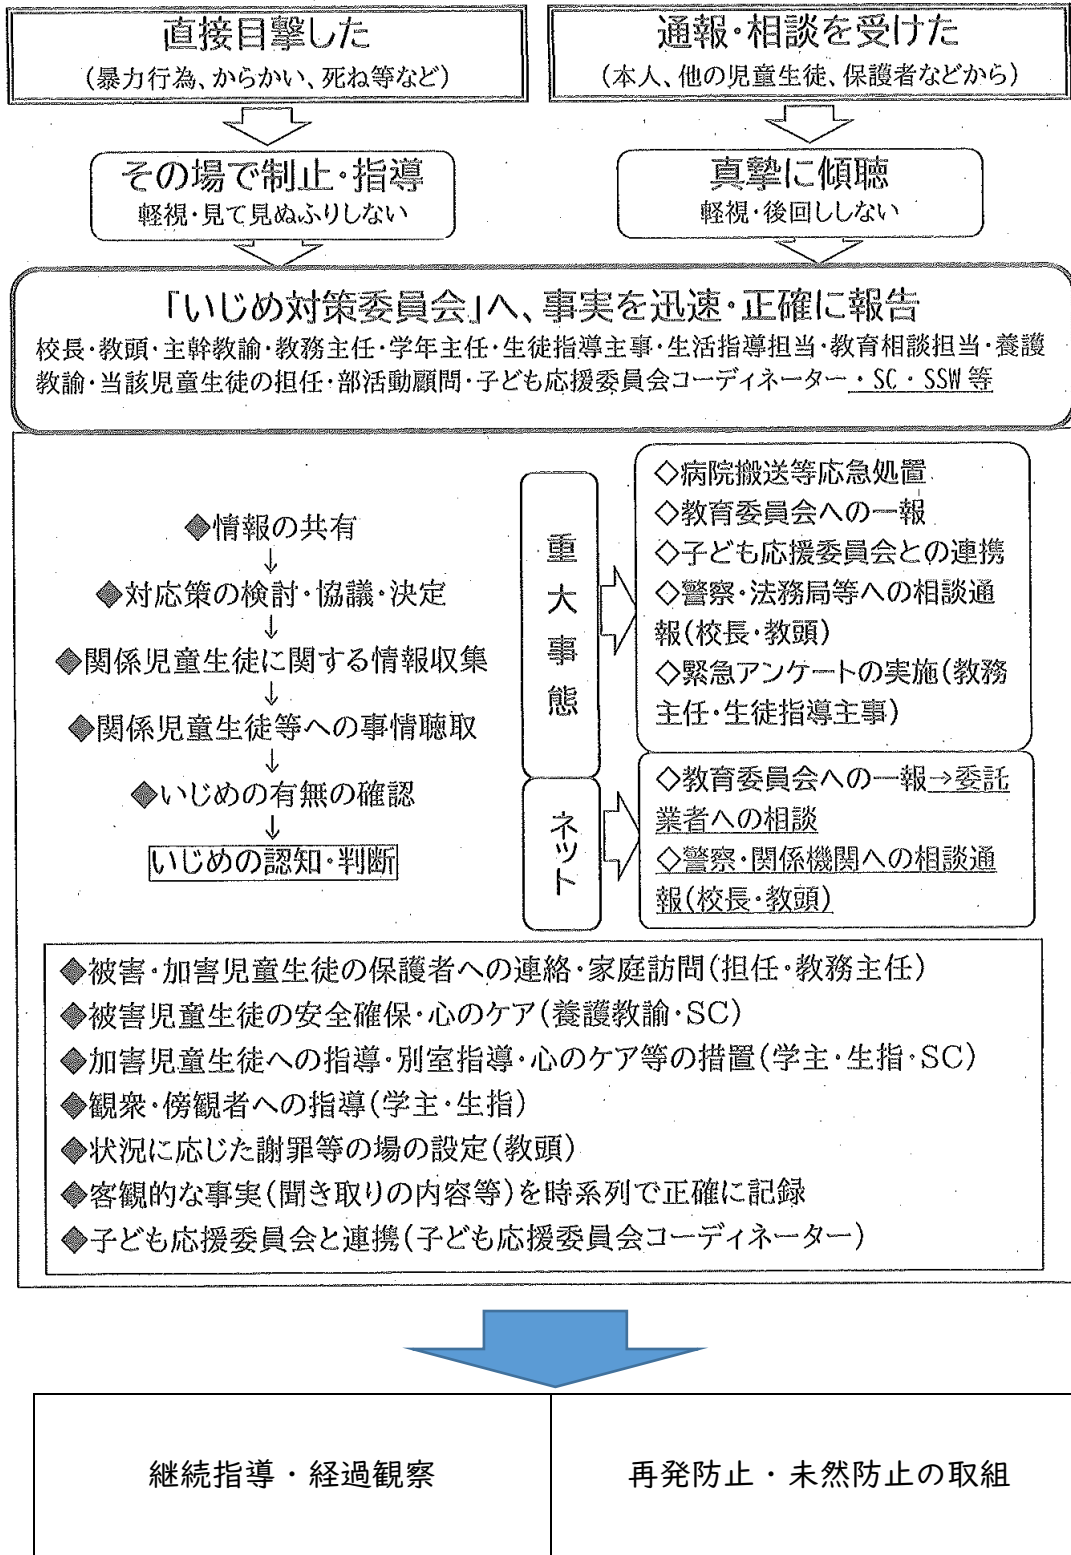 直接目撃した
(暴力行為、からかい、死ね等など)
通報・相談を受けた
(本人、他の児童生徒、保護者などから)
その場で制止・指導
軽視・見て見ぬふりしない
真摯に傾聴
軽視・後回ししない
「いじめ対策委員会」へ、事実を迅速・正確に報告
校長・教頭・主幹教諭・教務主任・学年主任・生徒指導主事・生活指導担当・教育相談担当・養護
教諭・当該児童生徒の担任・部活動顧問・子ども応援委員会コーディネーター・SC・SSW等
◆情報の共有
↓
◆対応策の検討・協議・決定
↓
◆関係児童生徒に関する情報収集
↓
◆関係児童生徒等への事情聴取
↓
◆いじめの有無の確認
↓
いじめの認知・判断
重大事態
◇病院搬送等応急処置
◇教育委員会への一報
◇子ども応援委員会との連携
◇警察・法務局等への相談通
報(校長・教頭)
◇緊急アンケートの実施(教務
主任・生徒指導主事)
ネット
◇教育委員会への一報→委託
業者への相談
◇警察・関係機関への相談通
報(校長・教頭)
◆被害・加害児童生徒の保護者への連絡・家庭訪問(担任・教務主任)
◆被害児童生徒の安全確保・心のケア(養護教諭・SC)
◆加害児童生徒への指導・別室指導・心のケア等の措置(学主・生指・SC)
◆観衆・傍観者への指導(学主・生指)
◆状況に応じた謝罪等の場の設定(教頭)
◆客観的な事実(聞き取りの内容等)を時系列で正確に記録
◆子ども応援委員会と連携(子ども応援委員会コーディネーター)
継続指導・経過観察
再発防止・未然防止の取組